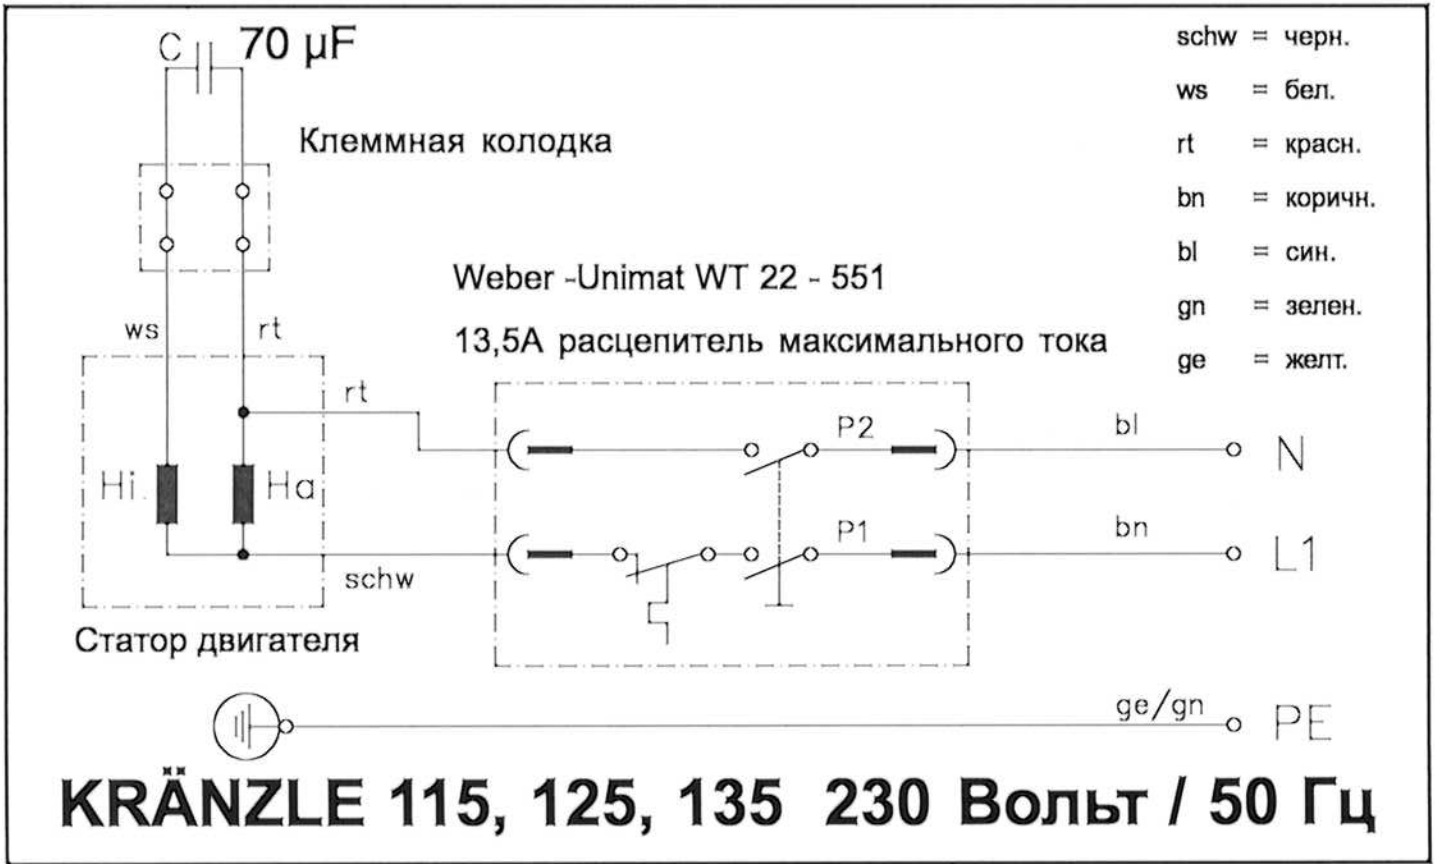 C 70 µF
Клеммная колодка
ws rt
Weber -Unimat WT 22 - 551
13,5А расцепитель максимального тока
rt
P2
bl
N
Hi. Ha
P1
bn
L1
schw
Статор двигателя
ge/gn
PE
schw = черн.
ws = бел.
rt = красн.
bn = коричн.
bl = син.
gn = зелен.
ge = желт.
KRÄNZLE 115, 125, 135 230 Вольт / 50 Гц